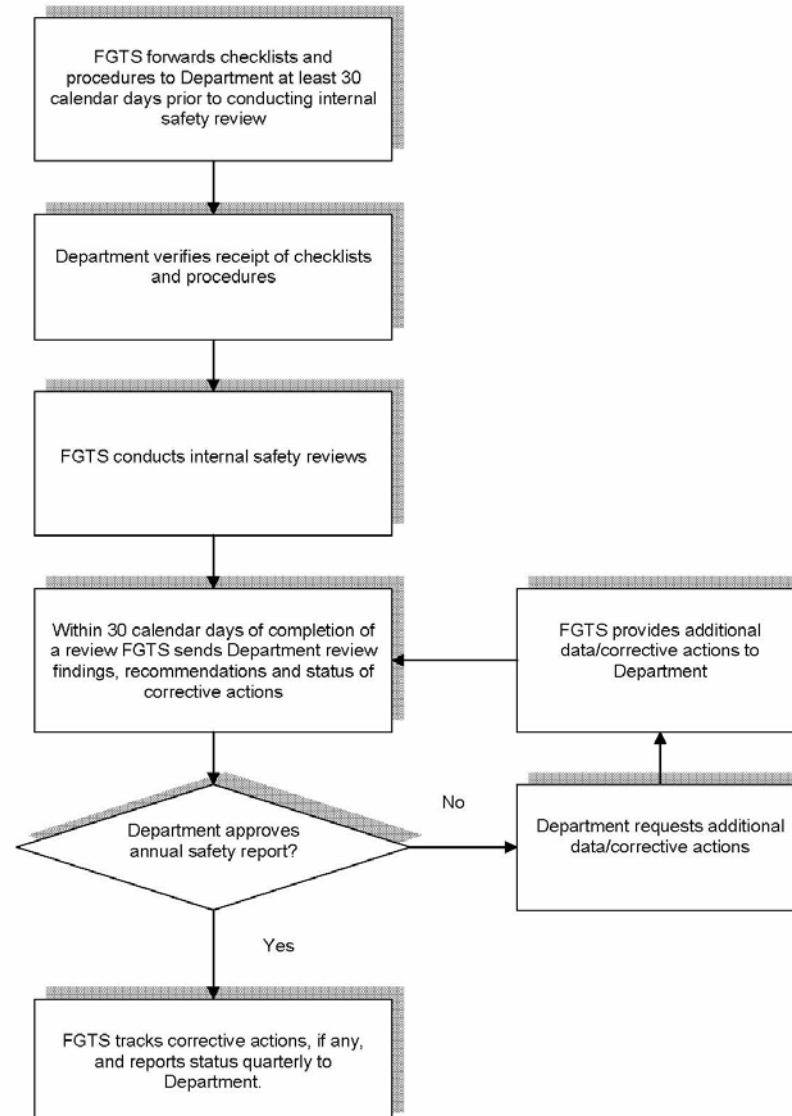 FGTS forwards checklists and
procedures to Department at least 30
calendar days prior to conducting internal
safety review
Department verifies receipt of checklists
and procedures
FGTS conducts internal safety reviews
Within 30 calendar days of completion of
a review FGTS sends Department review
findings, recommendations and status of
corrective actions
FGTS provides additional
data/corrective actions to
Department
Department approves
annual safety report?
No
Department requests additional
data/corrective actions
Yes
FGTS tracks corrective actions, if any,
and reports status quarterly to
Department.